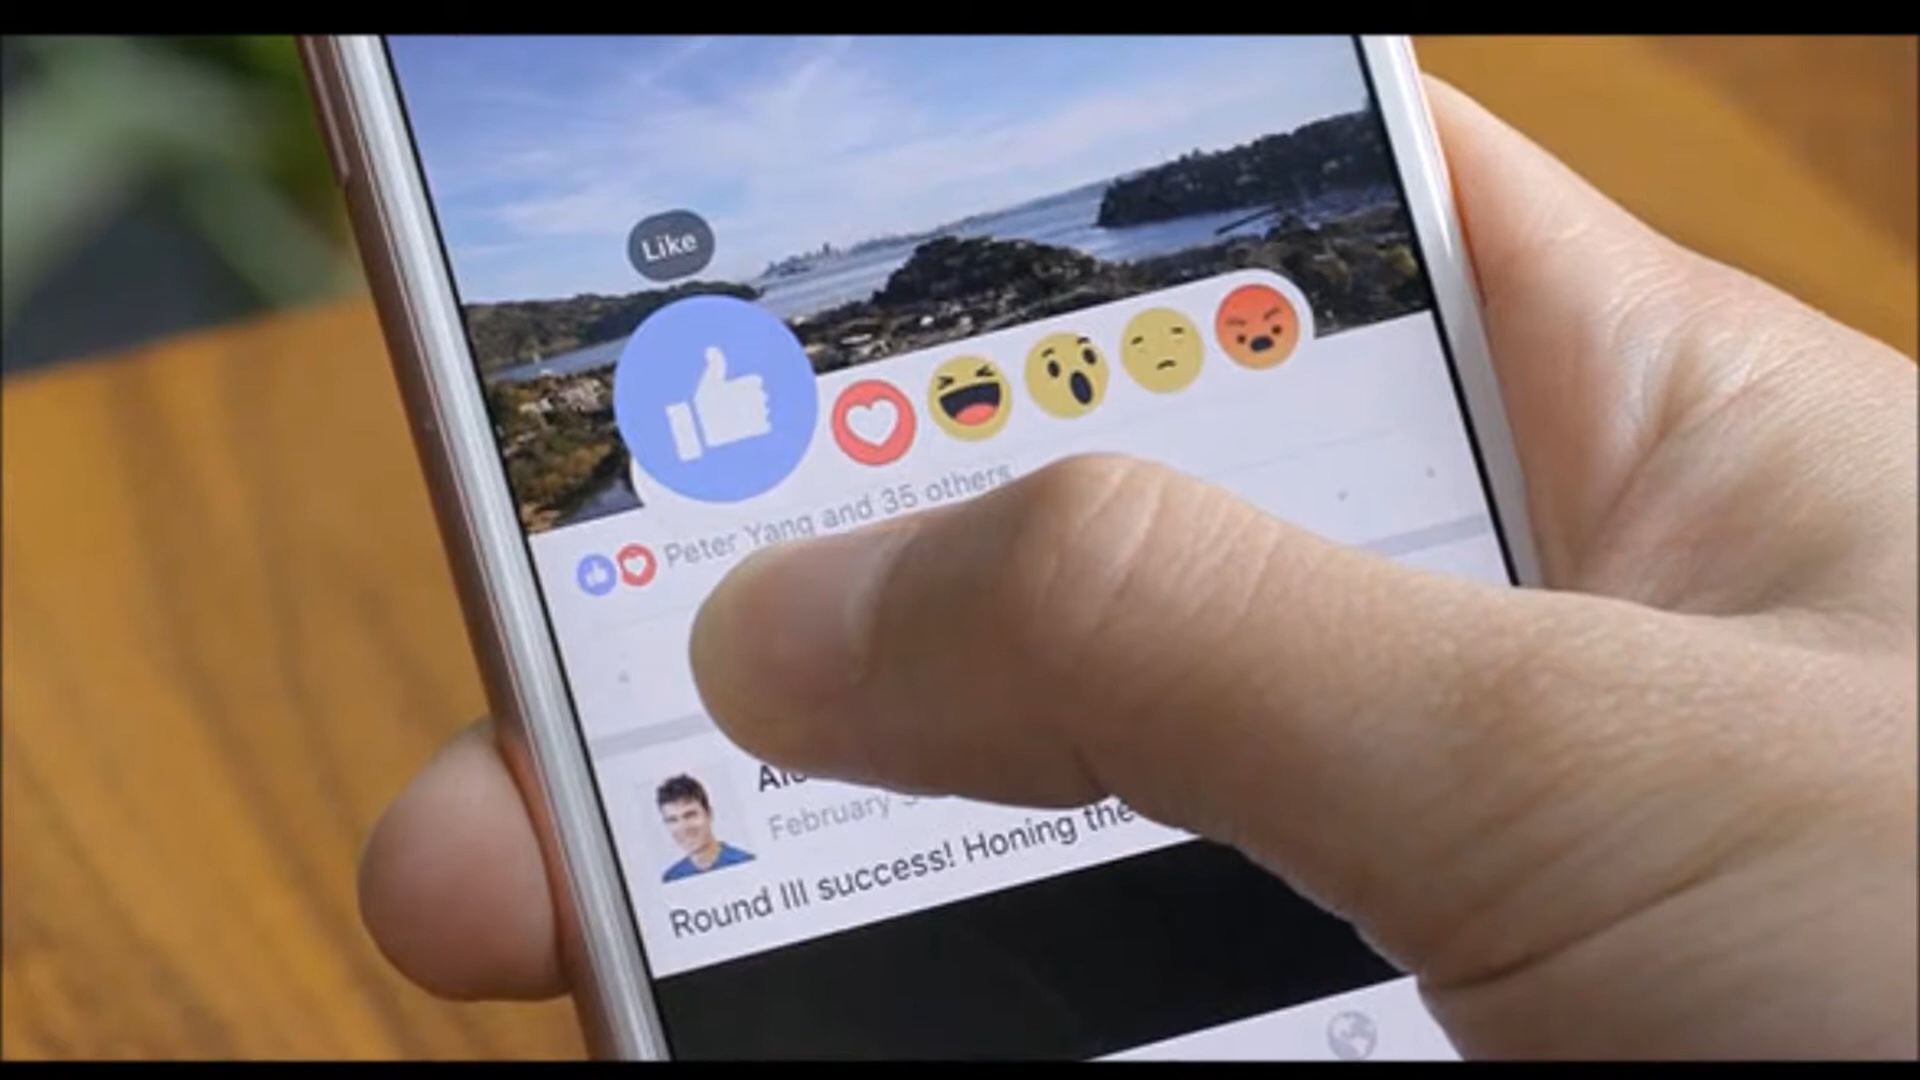 Like
Peter Yang and 35 others
February
Round III success! Honing the